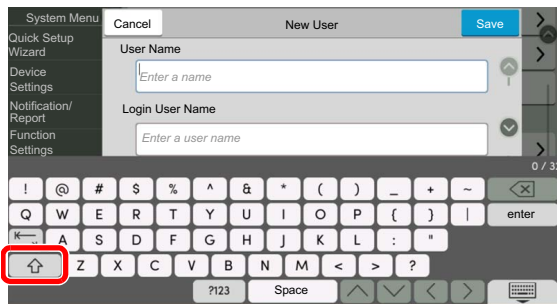 System Menu
Cancel
New User
Save
Quick Setup
Wizard
User Name
Enter a name
Device
Settings
Login User Name
Notification/
Report
Enter a user name
Function
Settings
0 / 32
! @ # $ % ^ & * ( ) _ + ~
Q W E R T Y U I O P { } | enter
A S D F G H J K L : "
Z X C V B N M < > ?
?123 Space